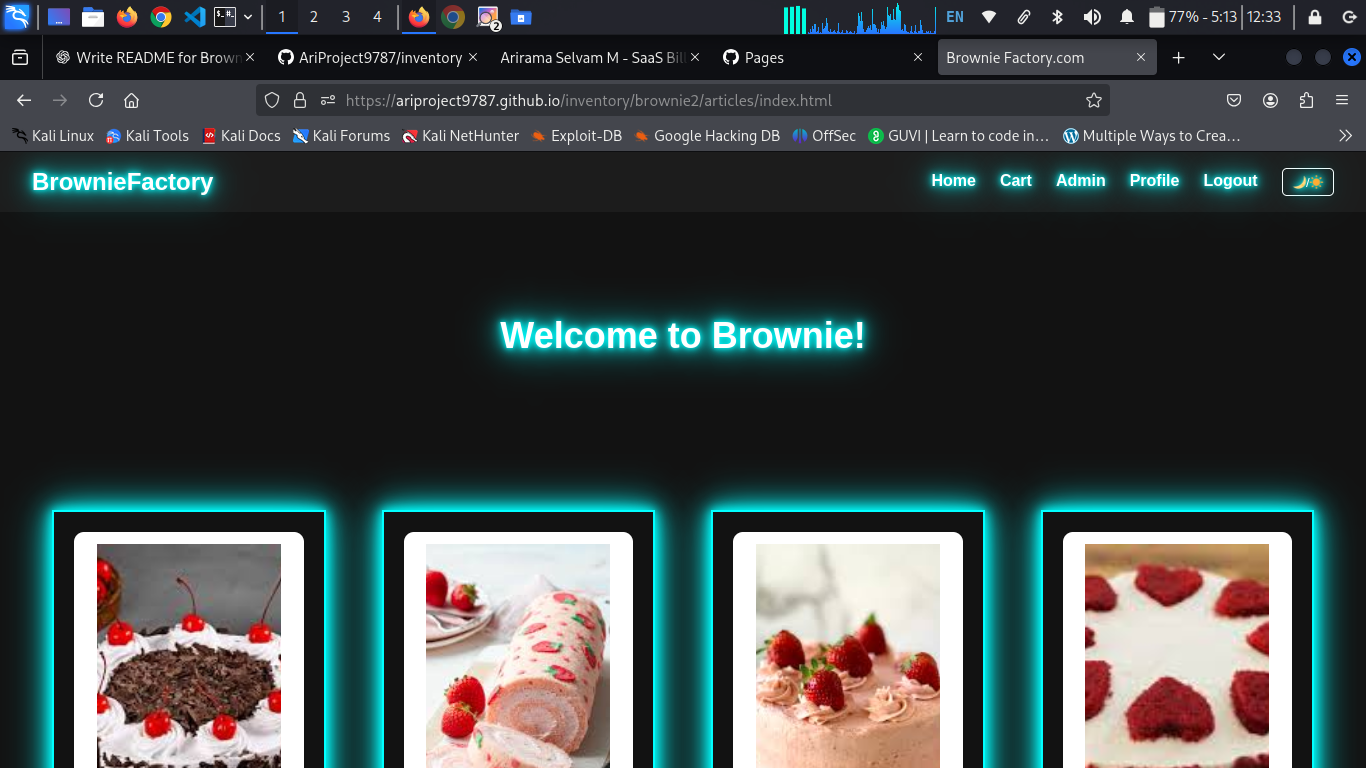 1 2 3 4 2 EN 77% - 5:13 12:33
Write README for Brown AriProject9787/inventory Arirama Selvam M - SaaS Bil Pages Brownie Factory.com
https://ariproject9787.github.io/inventory/brownie2/articles/index.html
Kali Linux Kali Tools Kali Docs Kali Forums Kali NetHunter Exploit-DB Google Hacking DB OffSec GUVI | Learn to code in… Multiple Ways to Crea…
BrownieFactory Home Cart Admin Profile Logout 🌙/☀️
Welcome to Brownie!